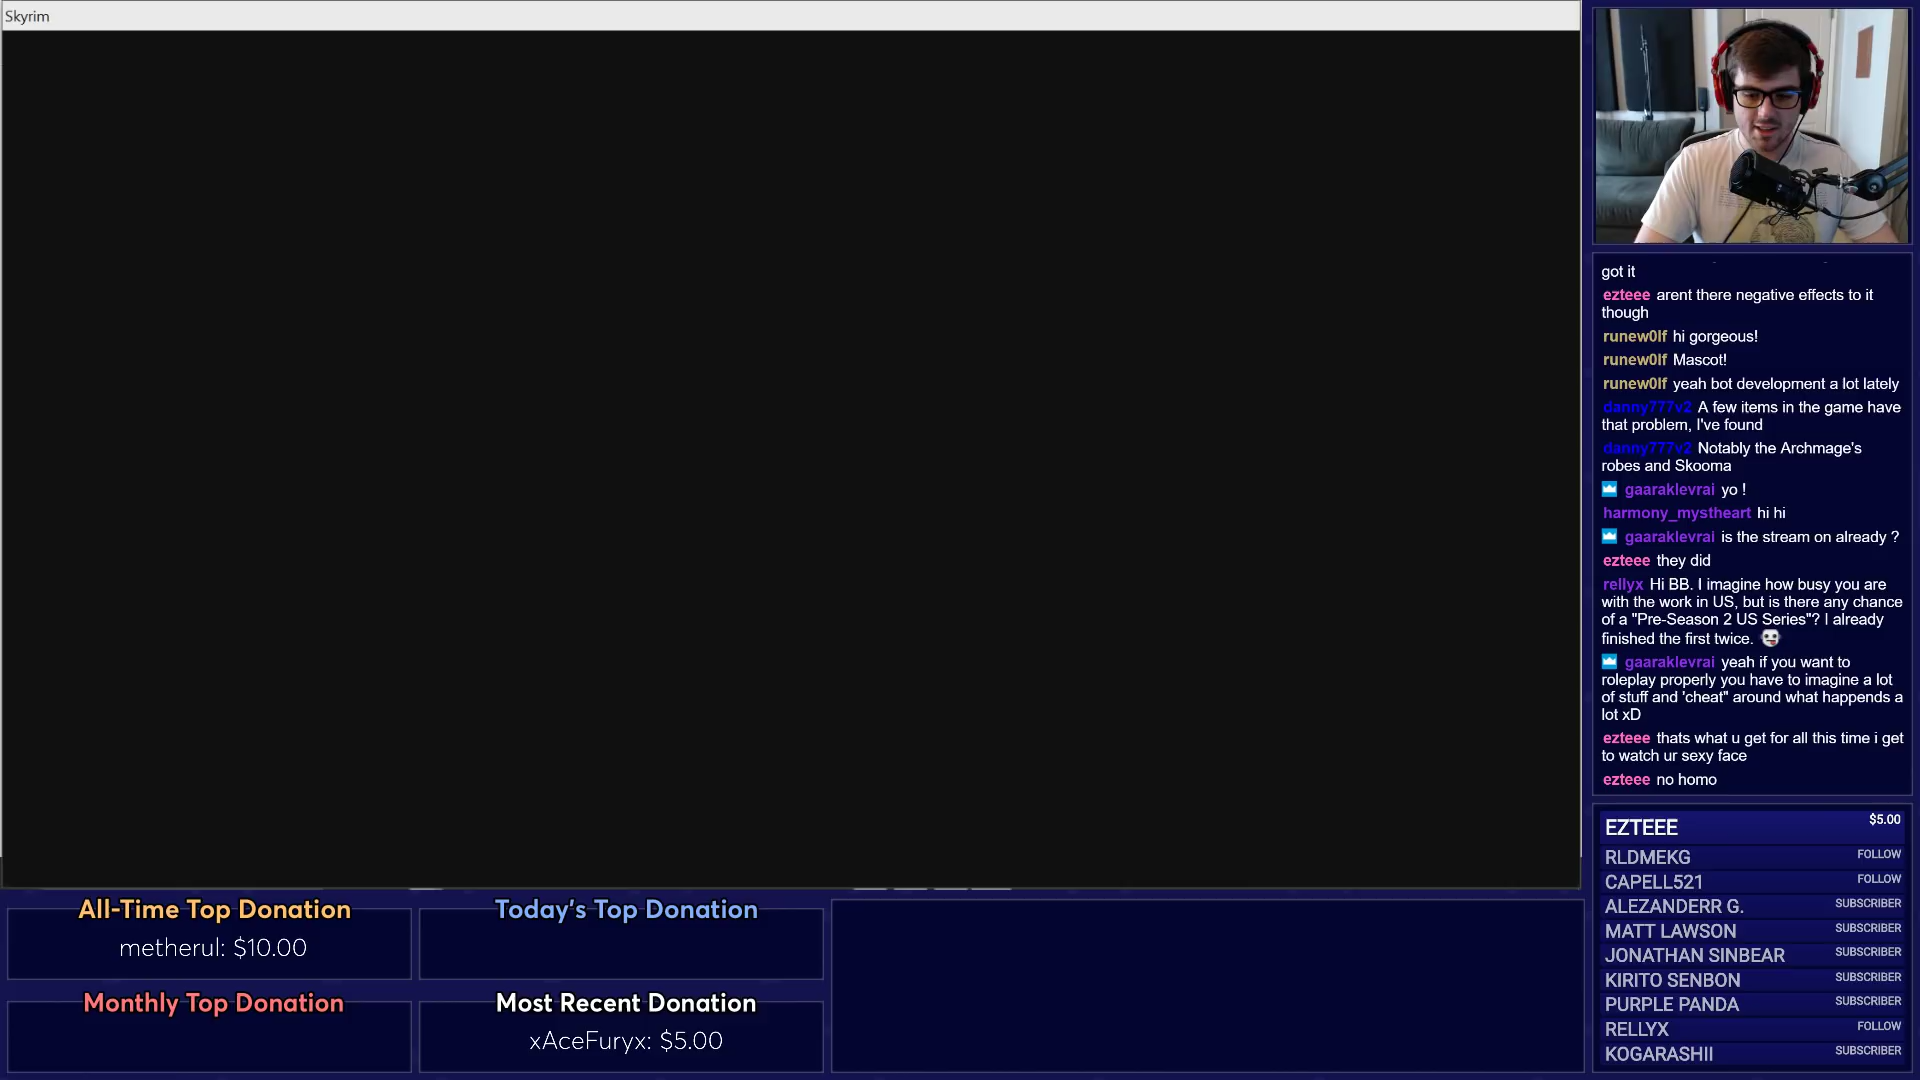 Skyrim
got it
ezteee arent there negative effects to it
though
runew0lf hi gorgeous!
runew0lf Mascot!
runew0lf yeah bot development a lot lately
danny777v2 A few items in the game have
that problem, I've found
danny777v2 Notably the Archmage's
robes and Skooma
gaaraklevrai yo !
harmony_mystheart hi hi
gaaraklevrai is the stream on already ?
ezteee they did
rellyx Hi BB. I imagine how busy you are
with the work in US, but is there any chance
of a "Pre-Season 2 US Series"? I already
finished the first twice.
gaaraklevrai yeah if you want to
roleplay properly you have to imagine a lot
of stuff and 'cheat" around what happends a
lot xD
ezteee thats what u get for all this time i get
to watch ur sexy face
ezteee no homo
EZTEEE $5.00
RLDMEKG FOLLOW
CAPELL521 FOLLOW
ALEZANDERR G. SUBSCRIBER
MATT LAWSON SUBSCRIBER
JONATHAN SINBEAR SUBSCRIBER
KIRITO SENBON SUBSCRIBER
PURPLE PANDA SUBSCRIBER
RELLYX FOLLOW
KOGARASHII SUBSCRIBER
All-Time Top Donation
metherul: $10.00
Today's Top Donation
Monthly Top Donation
Most Recent Donation
xAceFuryx: $5.00